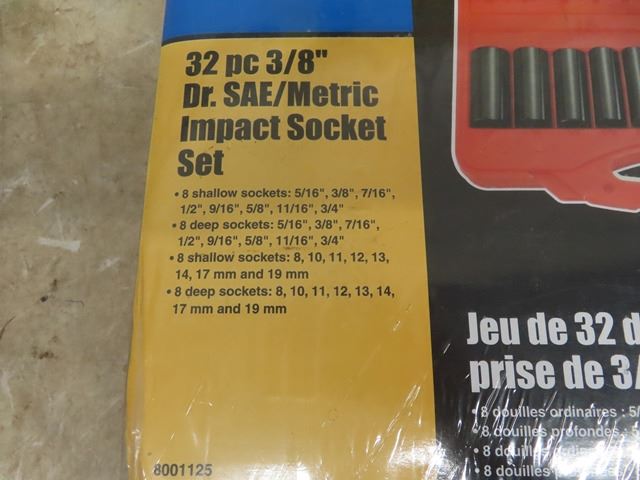 32 pc 3/8"
Dr. SAE/Metric
Impact Socket
Set
• 8 shallow sockets: 5/16", 3/8", 7/16",
1/2", 9/16", 5/8", 11/16", 3/4"
• 8 deep sockets: 5/16", 3/8", 7/16",
1/2", 9/16", 5/8", 11/16", 3/4"
• 8 shallow sockets: 8, 10, 11, 12, 13,
14, 17 mm and 19 mm
• 8 deep sockets: 8, 10, 11, 12, 13, 14,
17 mm and 19 mm
8001125
Jeu de 32 d
prise de 3/
• 8 douilles ordinaires : 5/
• 8 douilles profondes :
• 8
• 8 douilles